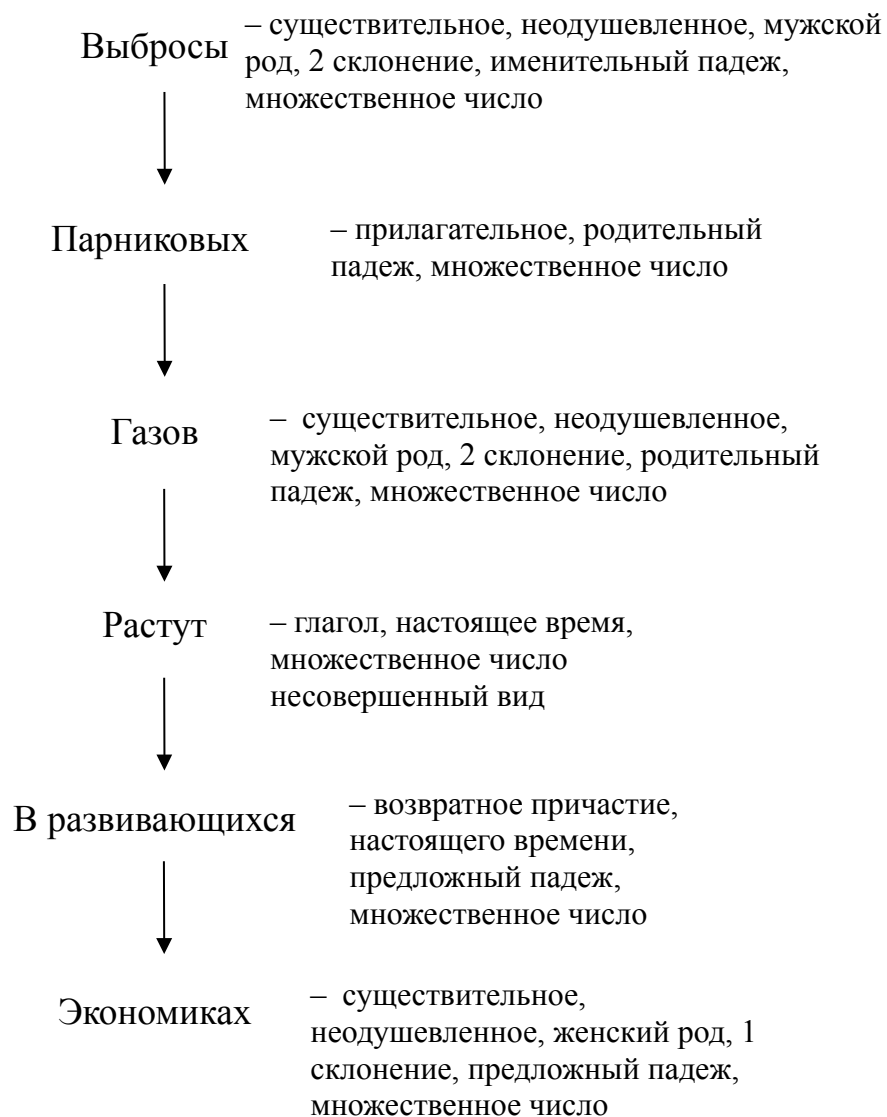 Выбросы
– существительное, неодушевленное, мужской
род, 2 склонение, именительный падеж,
множественное число
Парниковых
– прилагательное, родительный
падеж, множественное число
Газов
– существительное, неодушевленное,
мужской род, 2 склонение, родительный
падеж, множественное число
Растут
– глагол, настоящее время,
множественное число
несовершенный вид
В развивающихся
– возвратное причастие,
настоящего времени,
предложный падеж,
множественное число
Экономиках
– существительное,
неодушевленное, женский род, 1
склонение, предложный падеж,
множественное число